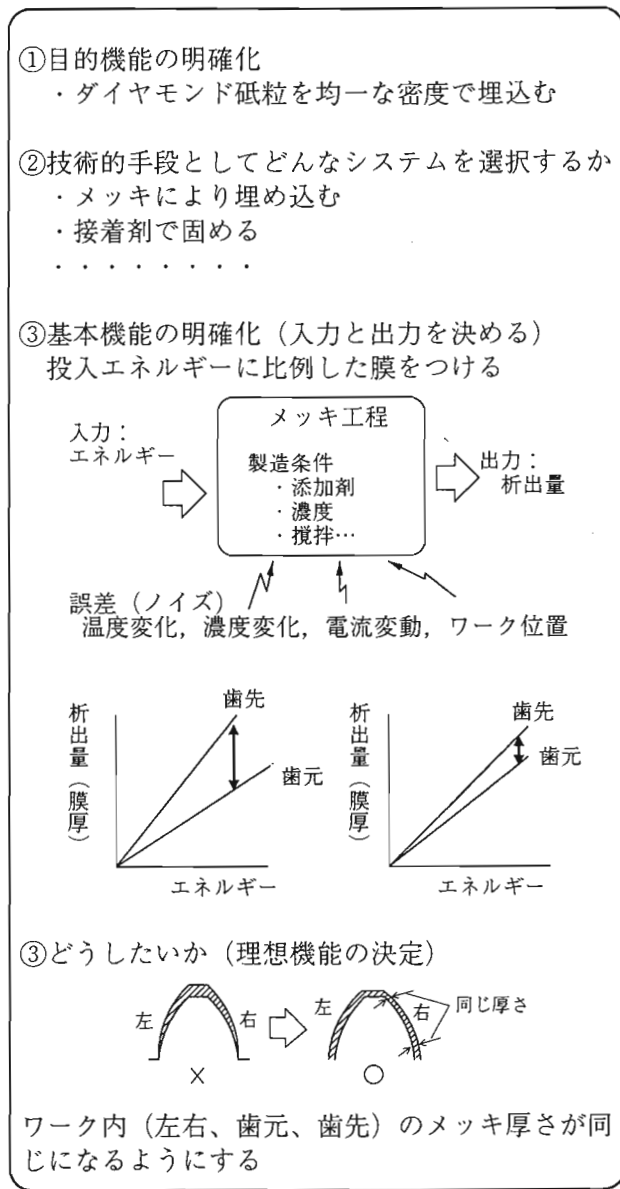 ①目的機能の明確化
・ダイヤモンド砥粒を均一な密度で埋込む
②技術的手段としてどんなシステムを選択するか
・メッキにより埋め込む
・接着剤で固める
・・・・・・・・
③基本機能の明確化（入力と出力を決める）
投入エネルギーに比例した膜をつける
入力：
エネルギー
メッキ工程
製造条件
・添加剤
・濃度
・攪拌…
出力：
析出量
誤差（ノイズ）
温度変化，濃度変化，電流変動，ワーク位置
析出量（膜厚）
歯先
歯元
エネルギー
析出量（膜厚）
歯先
歯元
エネルギー
③どうしたいか（理想機能の決定）
左
右
×
左
右
同じ厚さ
○
ワーク内（左右、歯元、歯先）のメッキ厚さが同
じになるようにする